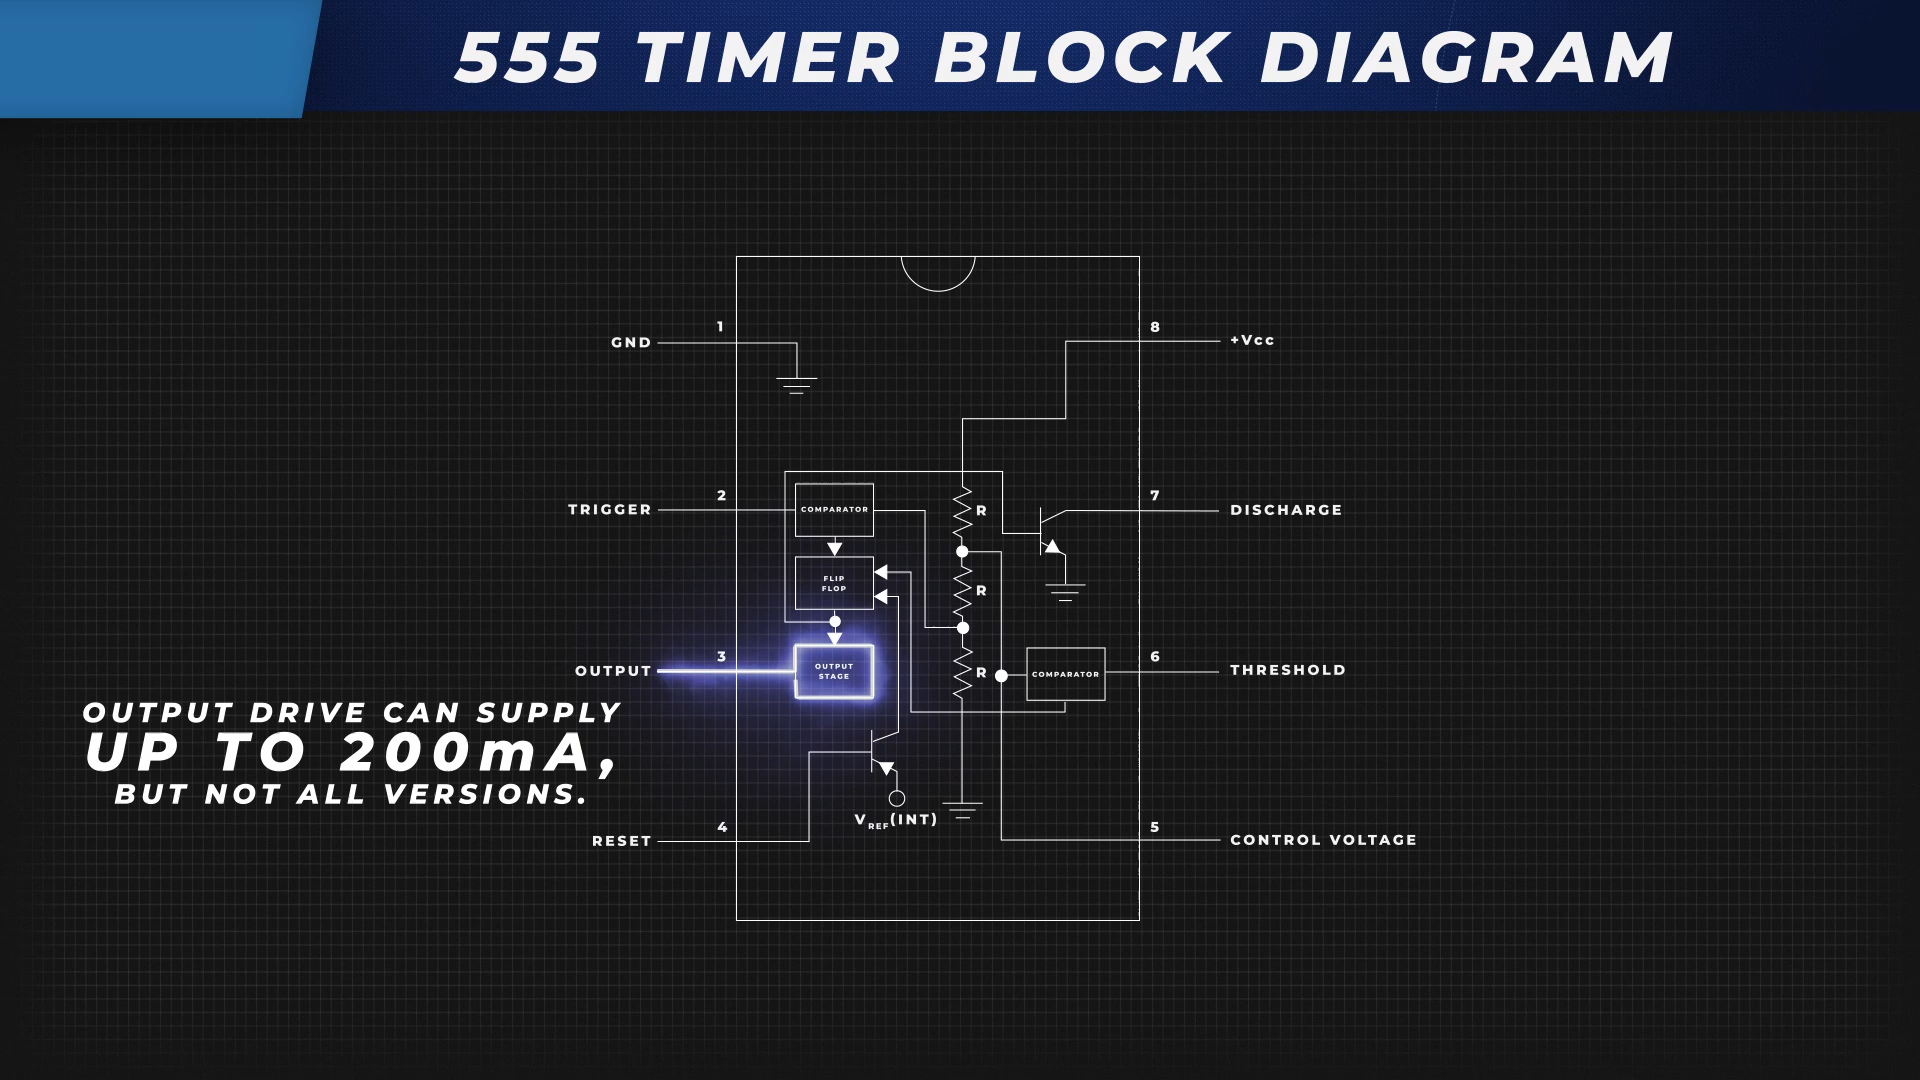 555 TIMER BLOCK DIAGRAM
1
8
GND
+Vcc
2
7
TRIGGER
COMPARATOR
R
DISCHARGE
FLIP
FLOP
R
3
6
OUTPUT
OUTPUT
STAGE
R
COMPARATOR
THRESHOLD
OUTPUT DRIVE CAN SUPPLY
UP TO 200mA,
BUT NOT ALL VERSIONS.
VREF(INT)
4
5
RESET
CONTROL VOLTAGE